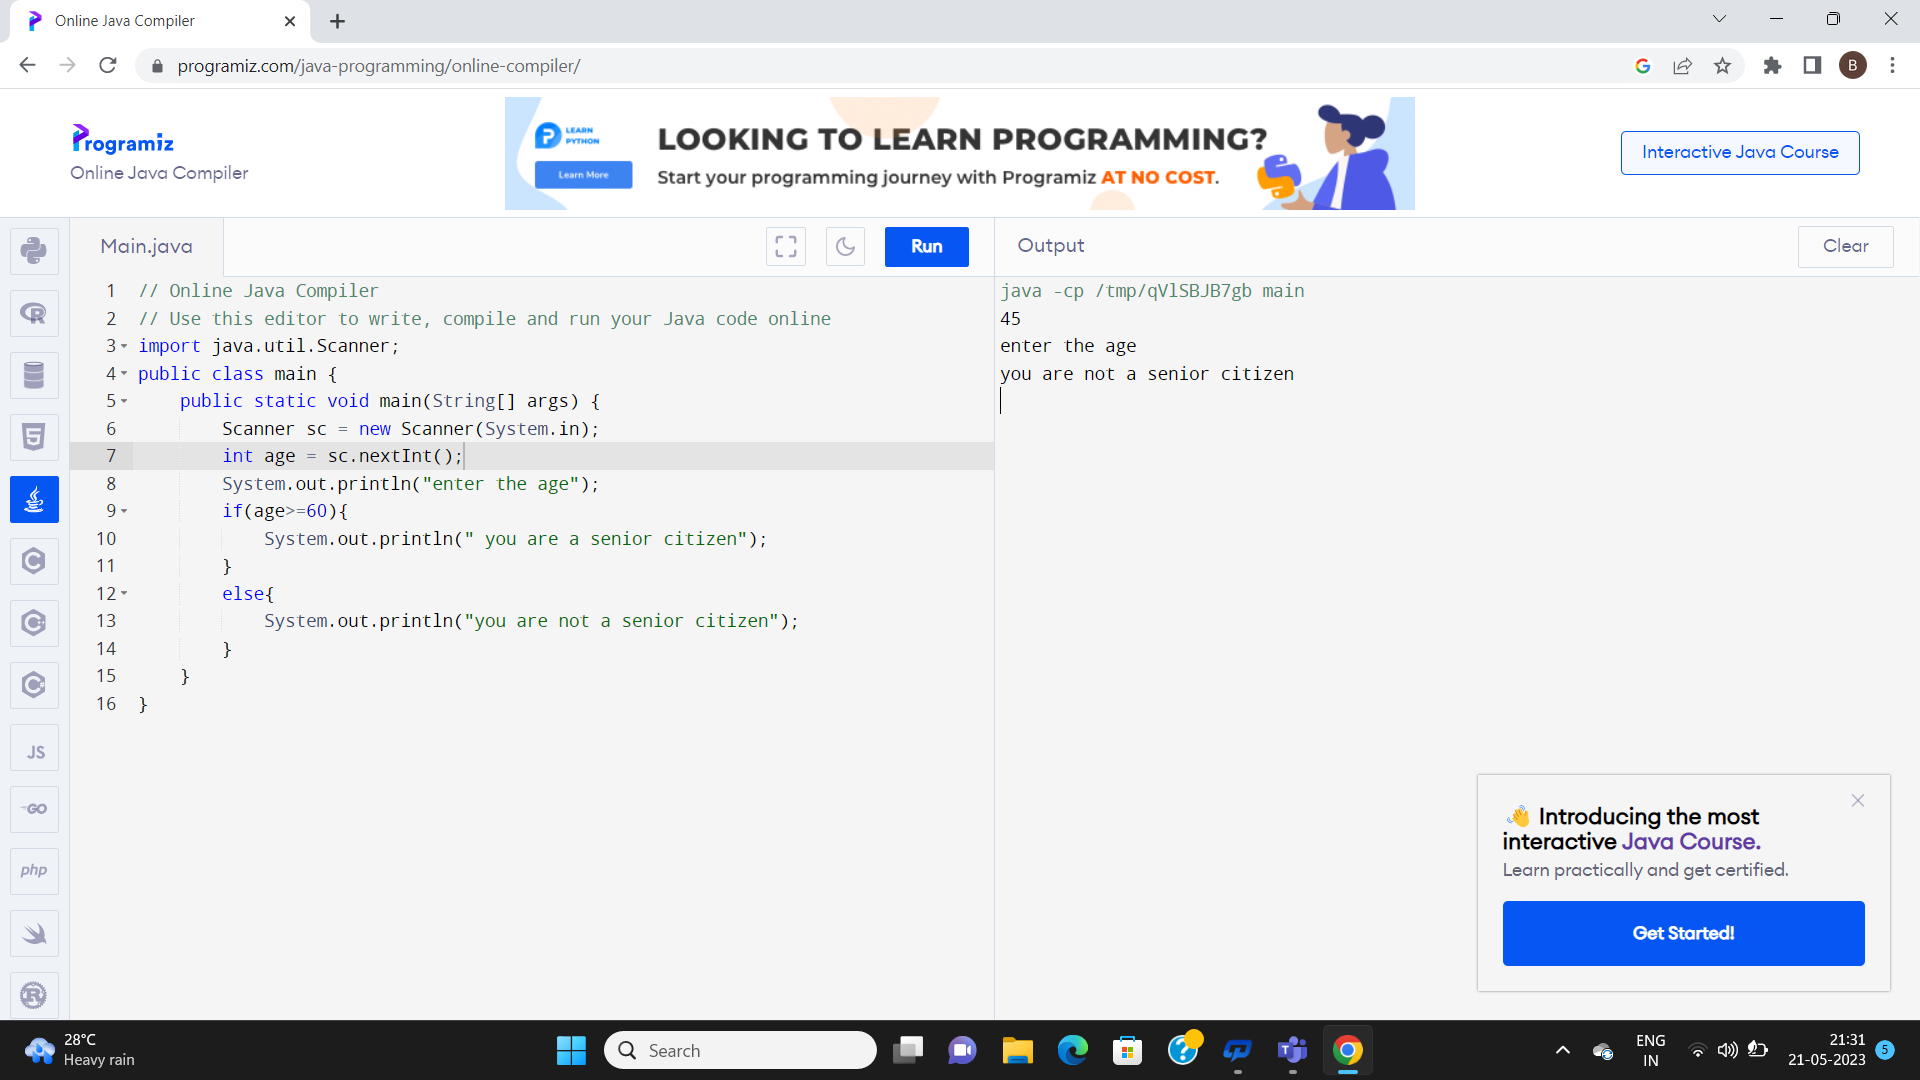 Online Java Compiler
programiz.com/java-programming/online-compiler/
B
Programiz
Online Java Compiler
LEARN PYTHON
Learn More
LOOKING TO LEARN PROGRAMMING?
Start your programming journey with Programiz AT NO COST.
Interactive Java Course
Main.java
Run
Output
Clear
1 // Online Java Compiler
2 // Use this editor to write, compile and run your Java code online
3 import java.util.Scanner;
4 public class main {
5 public static void main(String[] args) {
6 Scanner sc = new Scanner(System.in);
7 int age = sc.nextInt();
8 System.out.println("enter the age");
9 if(age>=60){
10 System.out.println(" you are a senior citizen");
11 }
12 else{
13 System.out.println("you are not a senior citizen");
14 }
15 }
16 }
java -cp /tmp/qVlSBJB7gb main
45
enter the age
you are not a senior citizen
R
5
C
C
C
JS
GO
php
R
👋 Introducing the most
interactive Java Course.
Learn practically and get certified.
Get Started!
28°C
Heavy rain
Search
ENG
IN
21:31
21-05-2023
5